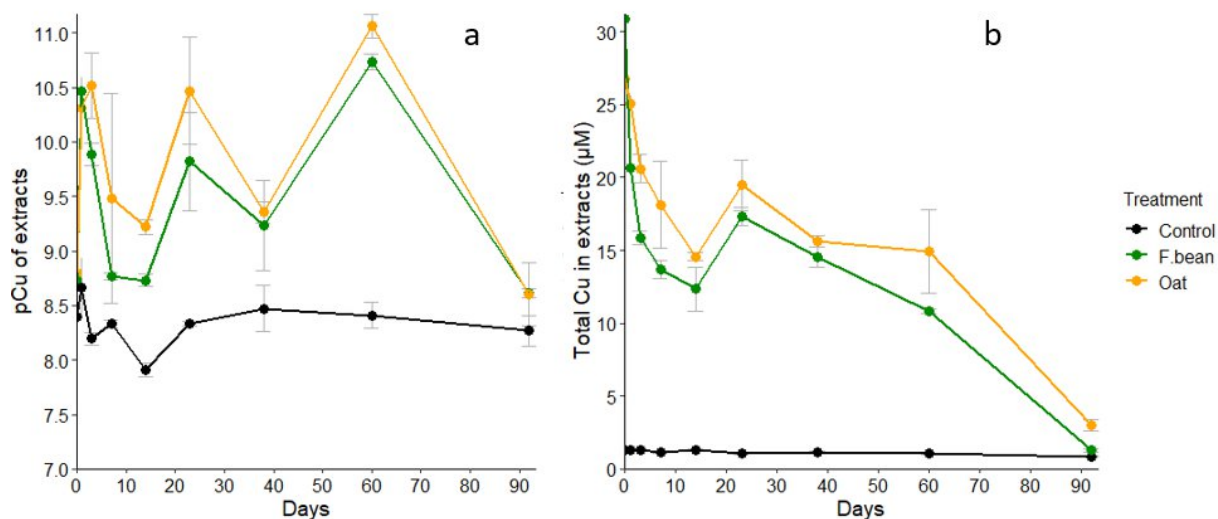 a
pCu of extracts
11.0
10.5
10.0
9.5
9.0
8.5
8.0
7.5
7.0
0 10 20 30 40 50 60 70 80 90
Days
b
Total Cu in extracts (µM)
30
25
20
15
10
5
0
0 10 20 30 40 50 60 70 80 90
Days
Treatment
Control
F.bean
Oat